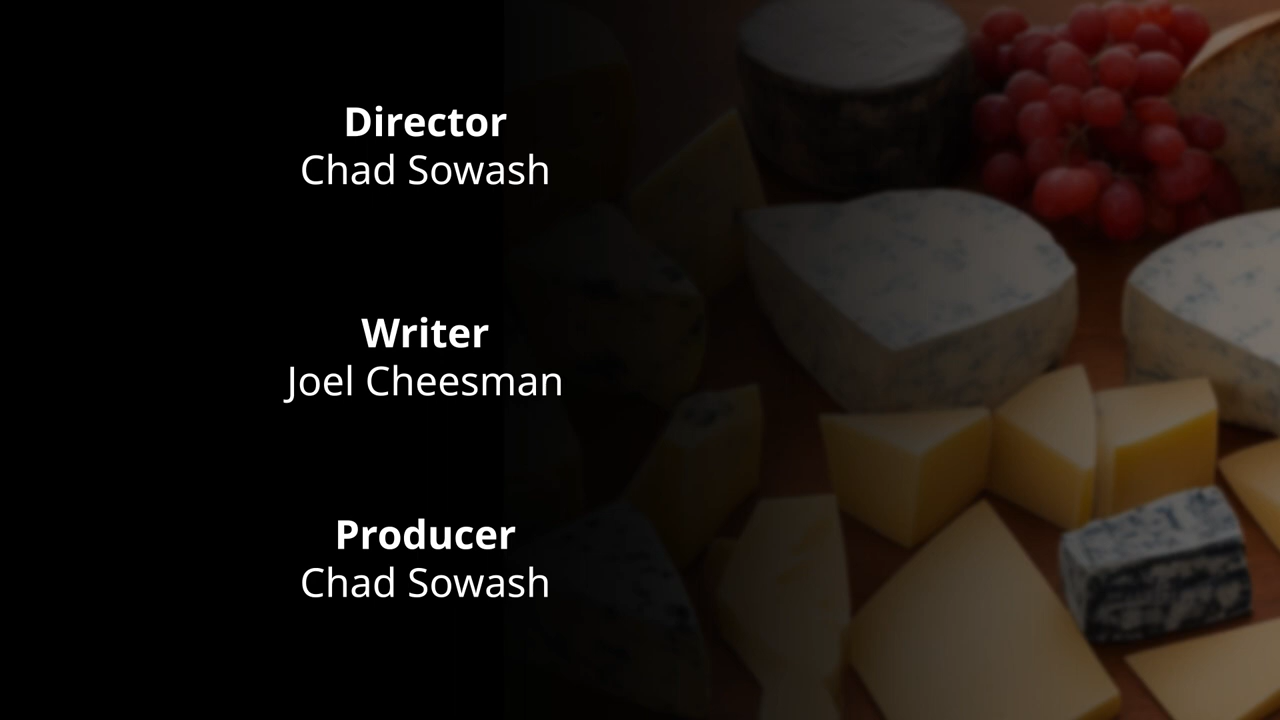 Director
Chad Sowash
Writer
Joel Cheesman
Producer
Chad Sowash